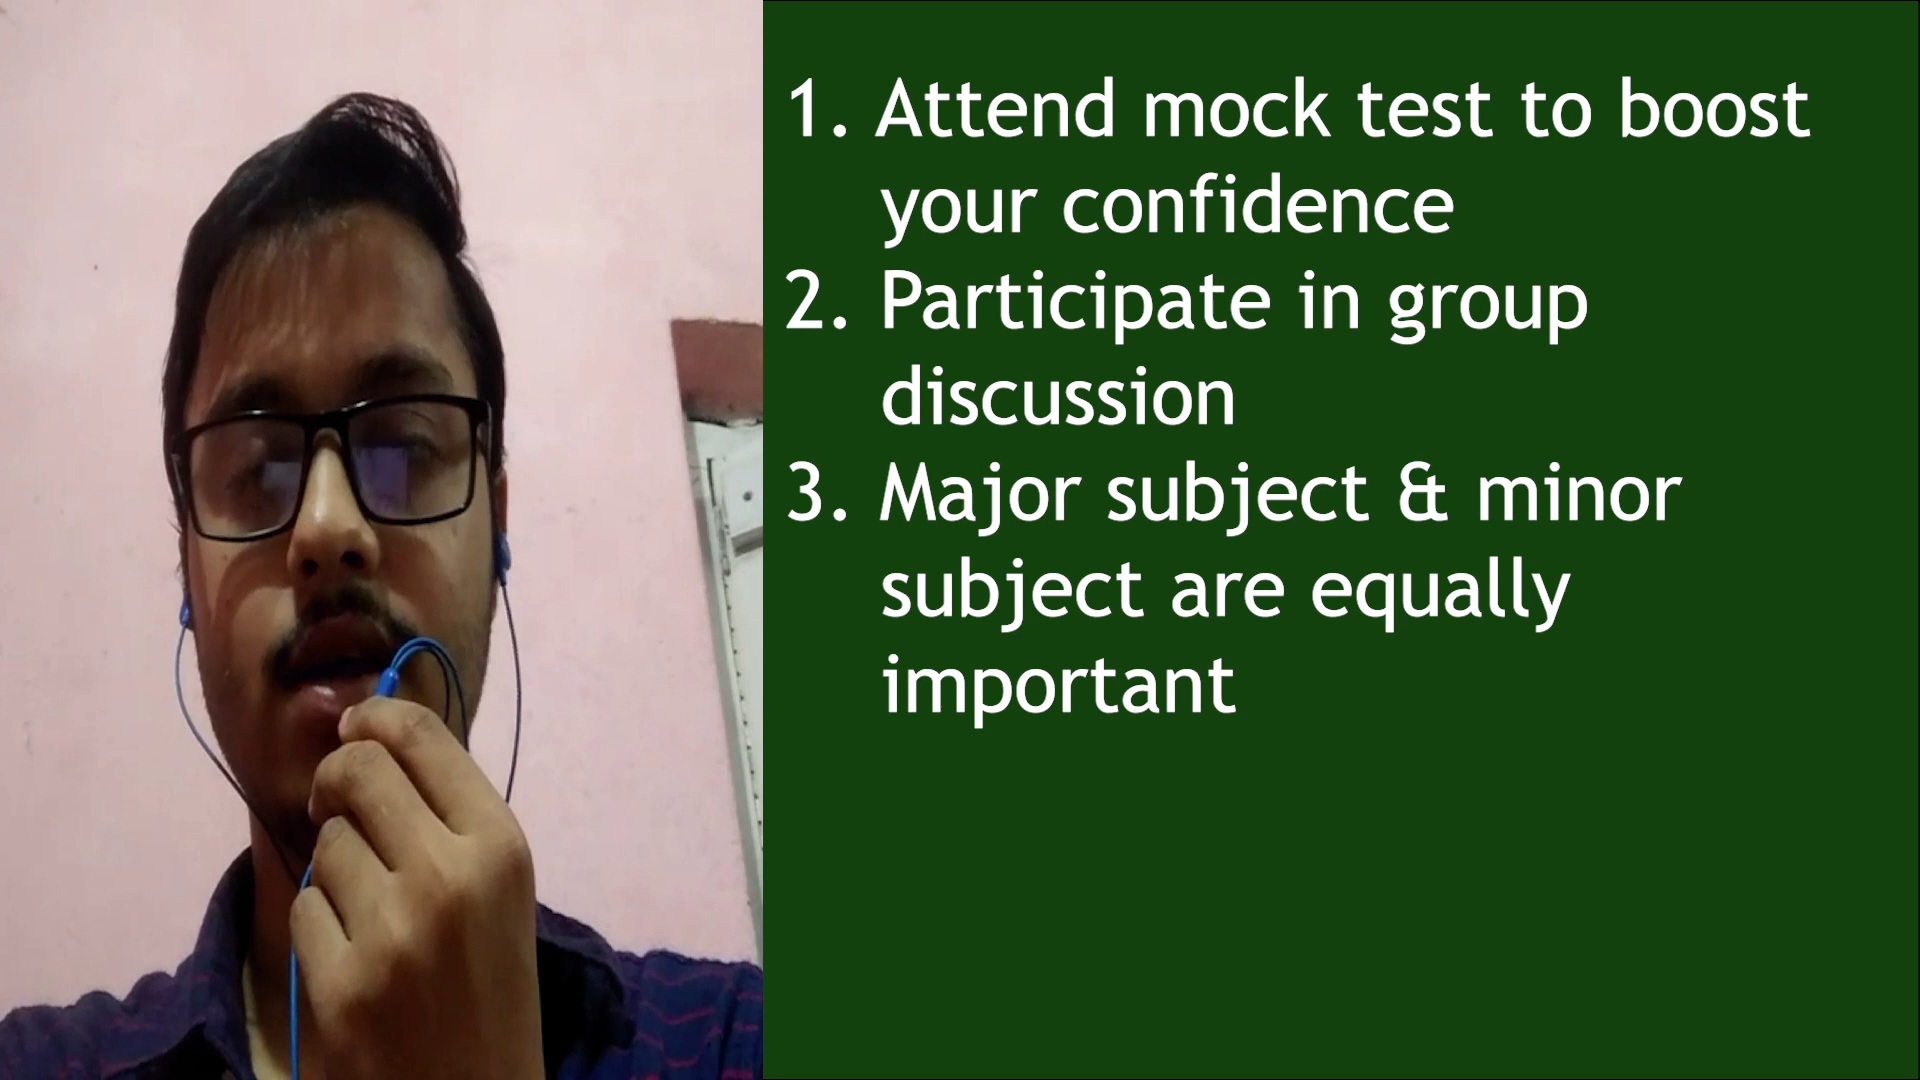 1. Attend mock test to boost
your confidence
2. Participate in group
discussion
3. Major subject & minor
subject are equally
important